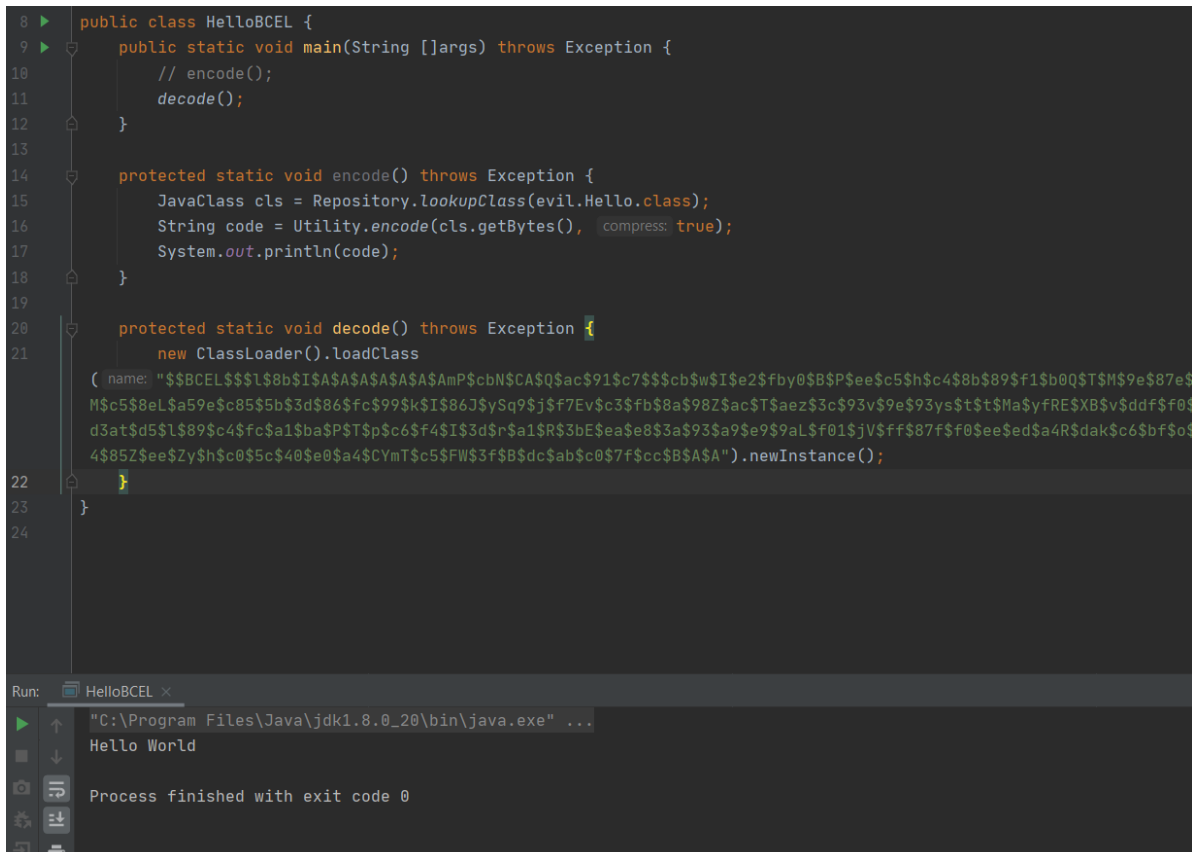 8 public class HelloBCEL {
9 public static void main(String []args) throws Exception {
10 // encode();
11 decode();
12 }
13
14 protected static void encode() throws Exception {
15 JavaClass cls = Repository.lookupClass(evil.Hello.class);
16 String code = Utility.encode(cls.getBytes(), compress: true);
17 System.out.println(code);
18 }
19
20 protected static void decode() throws Exception {
21 new ClassLoader().loadClass
( name: "$$BCEL$$$l$8b$I$A$A$A$A$A$A$AmP$cbN$CA$Q$ac$91$c7$$$cb$w$I$e2$fby0$B$P$ee$c5$h$c4$8b$89$f1$b0Q$T$M$9e$87e$
M$c5$8eL$a59e$c85$5b$3d$86$fc$99$k$I$86J$ySq9$j$f7Ev$c3$fb$8a$98Z$ac$T$aez$3c$93v$9e$93ys$t$t$Ma$yfRE$XB$v$ddf$f0$
d3at$d5$l$89$c4$fc$a1$ba$P$T$p$c6$f4$I$3d$r$a1$R$3bE$ea$e8$3a$93$a9$e9$9aL$f01$jV$ff$87f$f0$ee$ed$a4R$dak$c6$bf$o$
4$85Z$ee$Zy$h$c0$5c$40$e0$a4$CYmT$c5$FW$3f$B$dc$ab$c0$7f$cc$B$A$A").newInstance();
22 }
23 }
24
Run: HelloBCEL ×
"C:\Program Files\Java\jdk1.8.0_20\bin\java.exe" ...
Hello World
Process finished with exit code 0